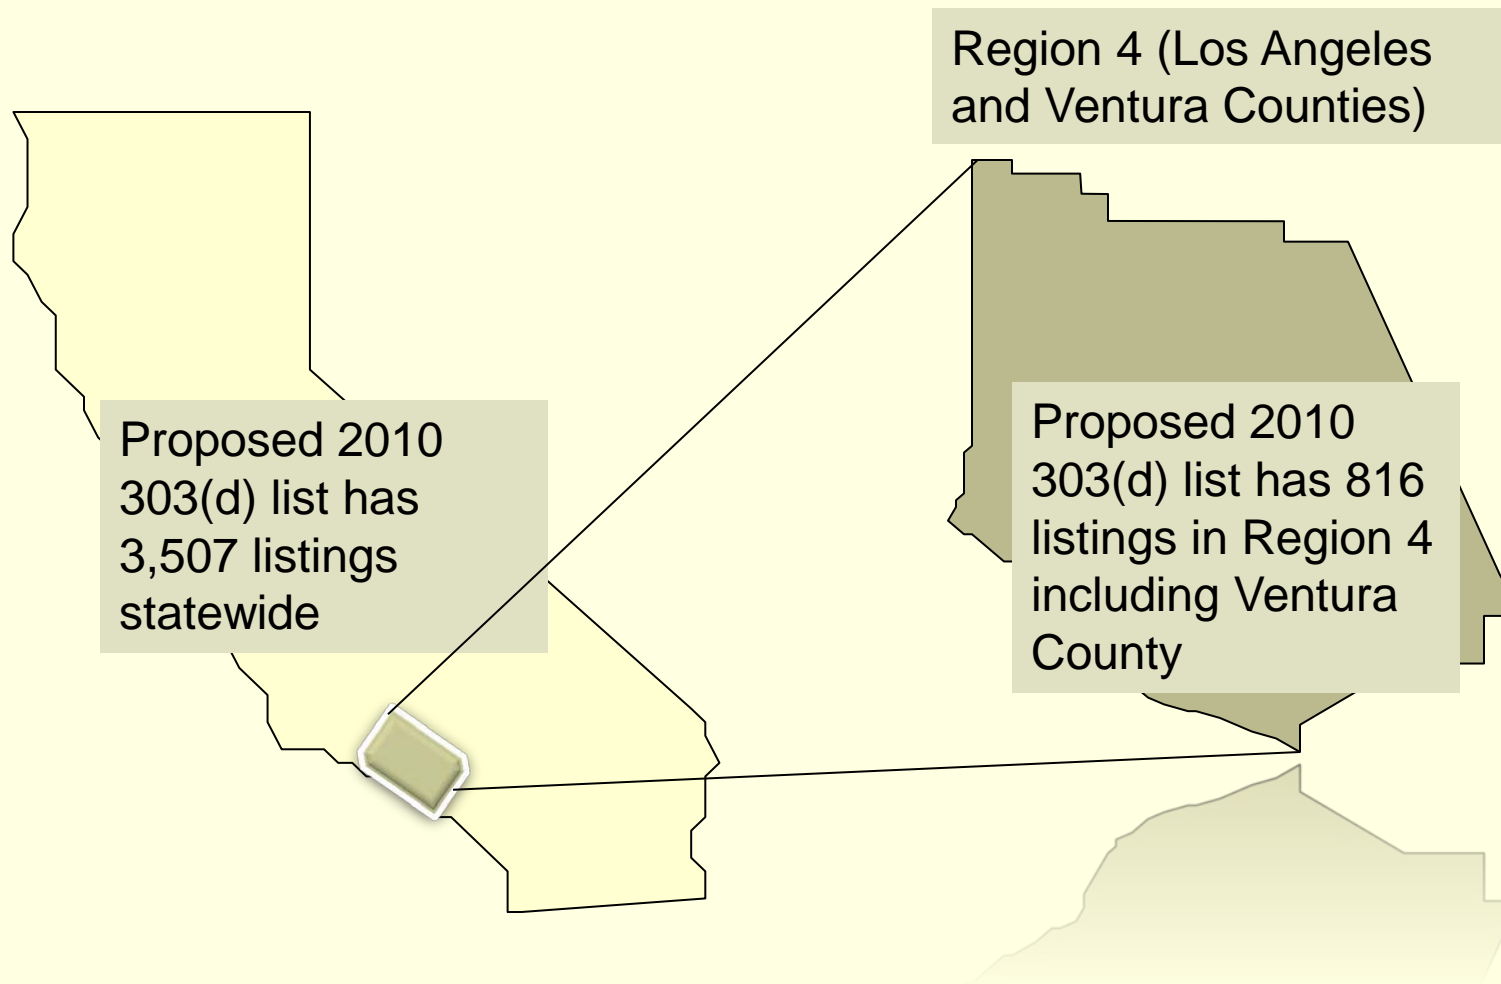 Region 4 (Los Angeles
and Ventura Counties)
Proposed 2010
303(d) list has
3,507 listings
statewide
Proposed 2010
303(d) list has 816
listings in Region 4
including Ventura
County